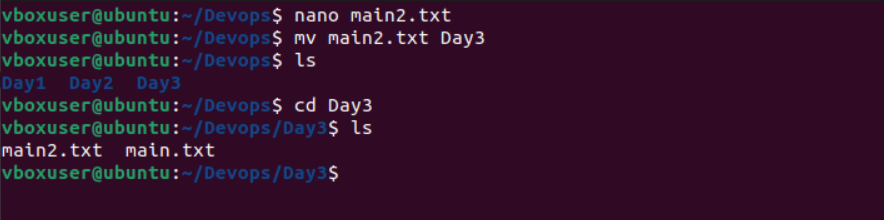 vboxuser@ubuntu:~/Devops$ nano main2.txt
vboxuser@ubuntu:~/Devops$ mv main2.txt Day3
vboxuser@ubuntu:~/Devops$ ls
Day1  Day2  Day3
vboxuser@ubuntu:~/Devops$ cd Day3
vboxuser@ubuntu:~/Devops/Day3$ ls
main2.txt  main.txt
vboxuser@ubuntu:~/Devops/Day3$